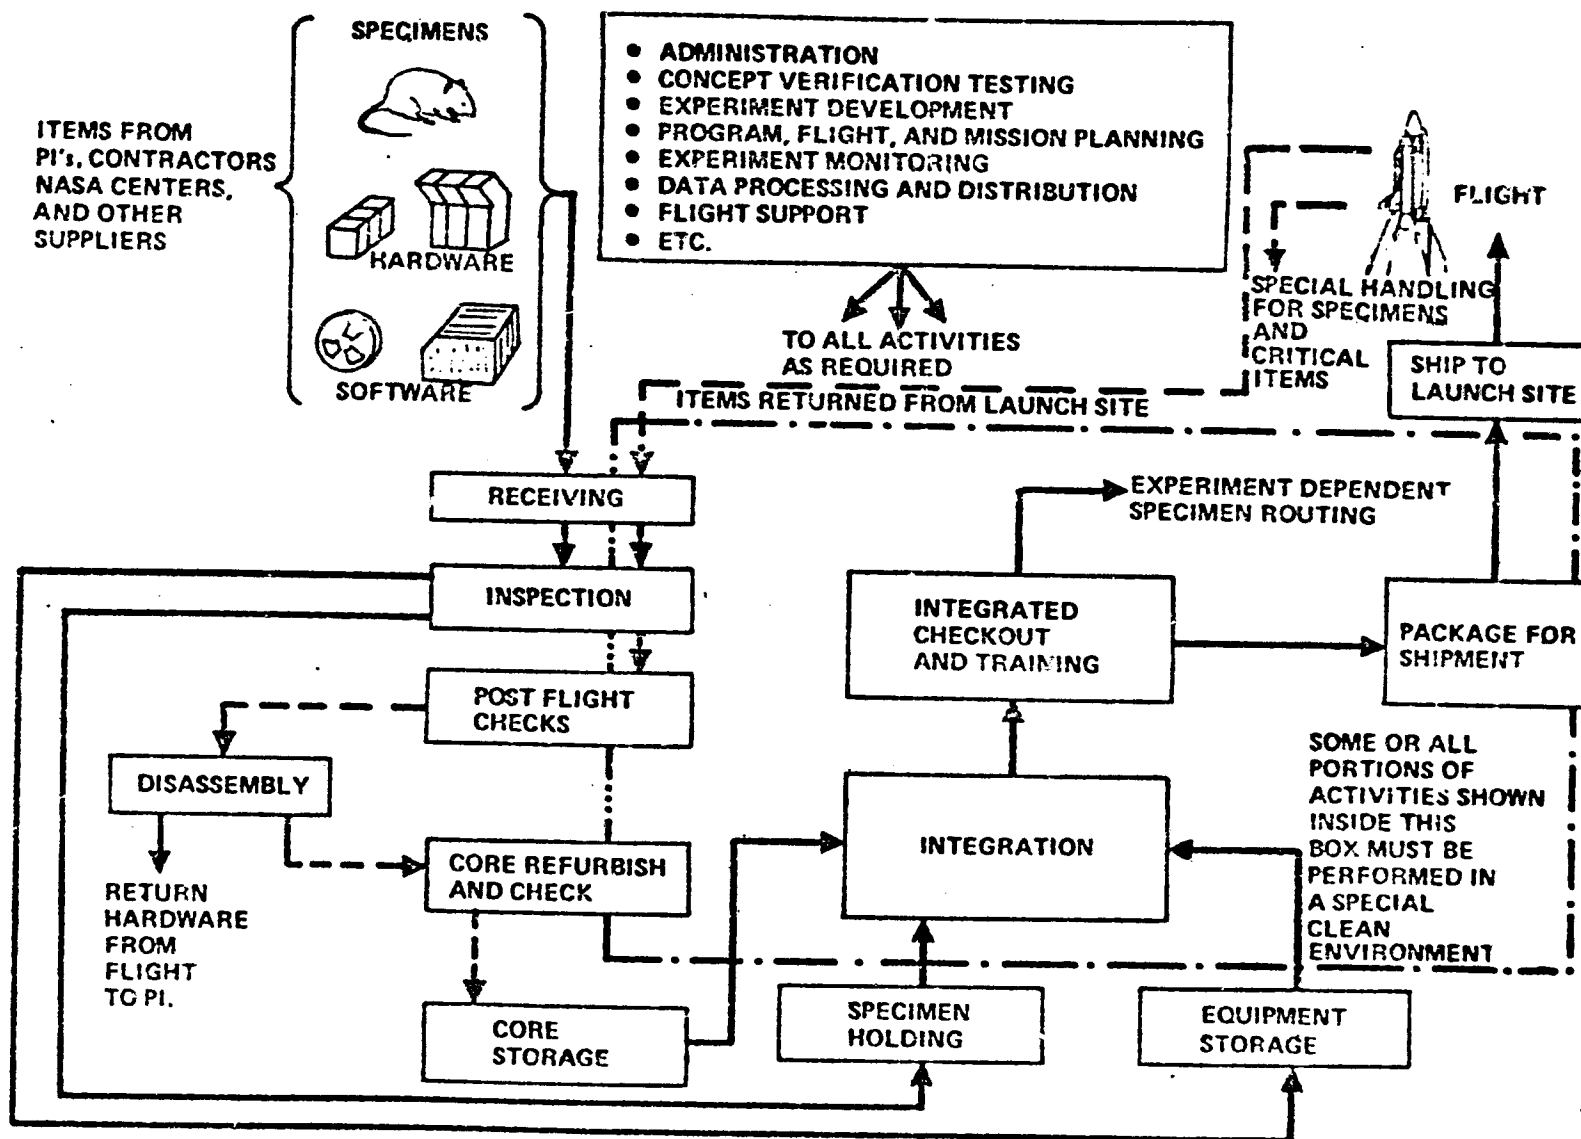 SPECIMENS
ITEMS FROM
PI's, CONTRACTORS
NASA CENTERS,
AND OTHER
SUPPLIERS
HARDWARE
SOFTWARE
• ADMINISTRATION
• CONCEPT VERIFICATION TESTING
• EXPERIMENT DEVELOPMENT
• PROGRAM, FLIGHT, AND MISSION PLANNING
• EXPERIMENT MONITORING
• DATA PROCESSING AND DISTRIBUTION
• FLIGHT SUPPORT
• ETC.
TO ALL ACTIVITIES
AS REQUIRED
FLIGHT
SPECIAL HANDLING
FOR SPECIMENS
AND
CRITICAL
ITEMS
SHIP TO
LAUNCH SITE
ITEMS RETURNED FROM LAUNCH SITE
RECEIVING
EXPERIMENT DEPENDENT
SPECIMEN ROUTING
INSPECTION
INTEGRATED
CHECKOUT
AND TRAINING
PACKAGE FOR
SHIPMENT
POST FLIGHT
CHECKS
DISASSEMBLY
SOME OR ALL
PORTIONS OF
ACTIVITIES SHOWN
INSIDE THIS
BOX MUST BE
PERFORMED IN
A SPECIAL
CLEAN
ENVIRONMENT
INTEGRATION
CORE REFURBISH
AND CHECK
RETURN
HARDWARE
FROM
FLIGHT
TO PI.
CORE
STORAGE
SPECIMEN
HOLDING
EQUIPMENT
STORAGE